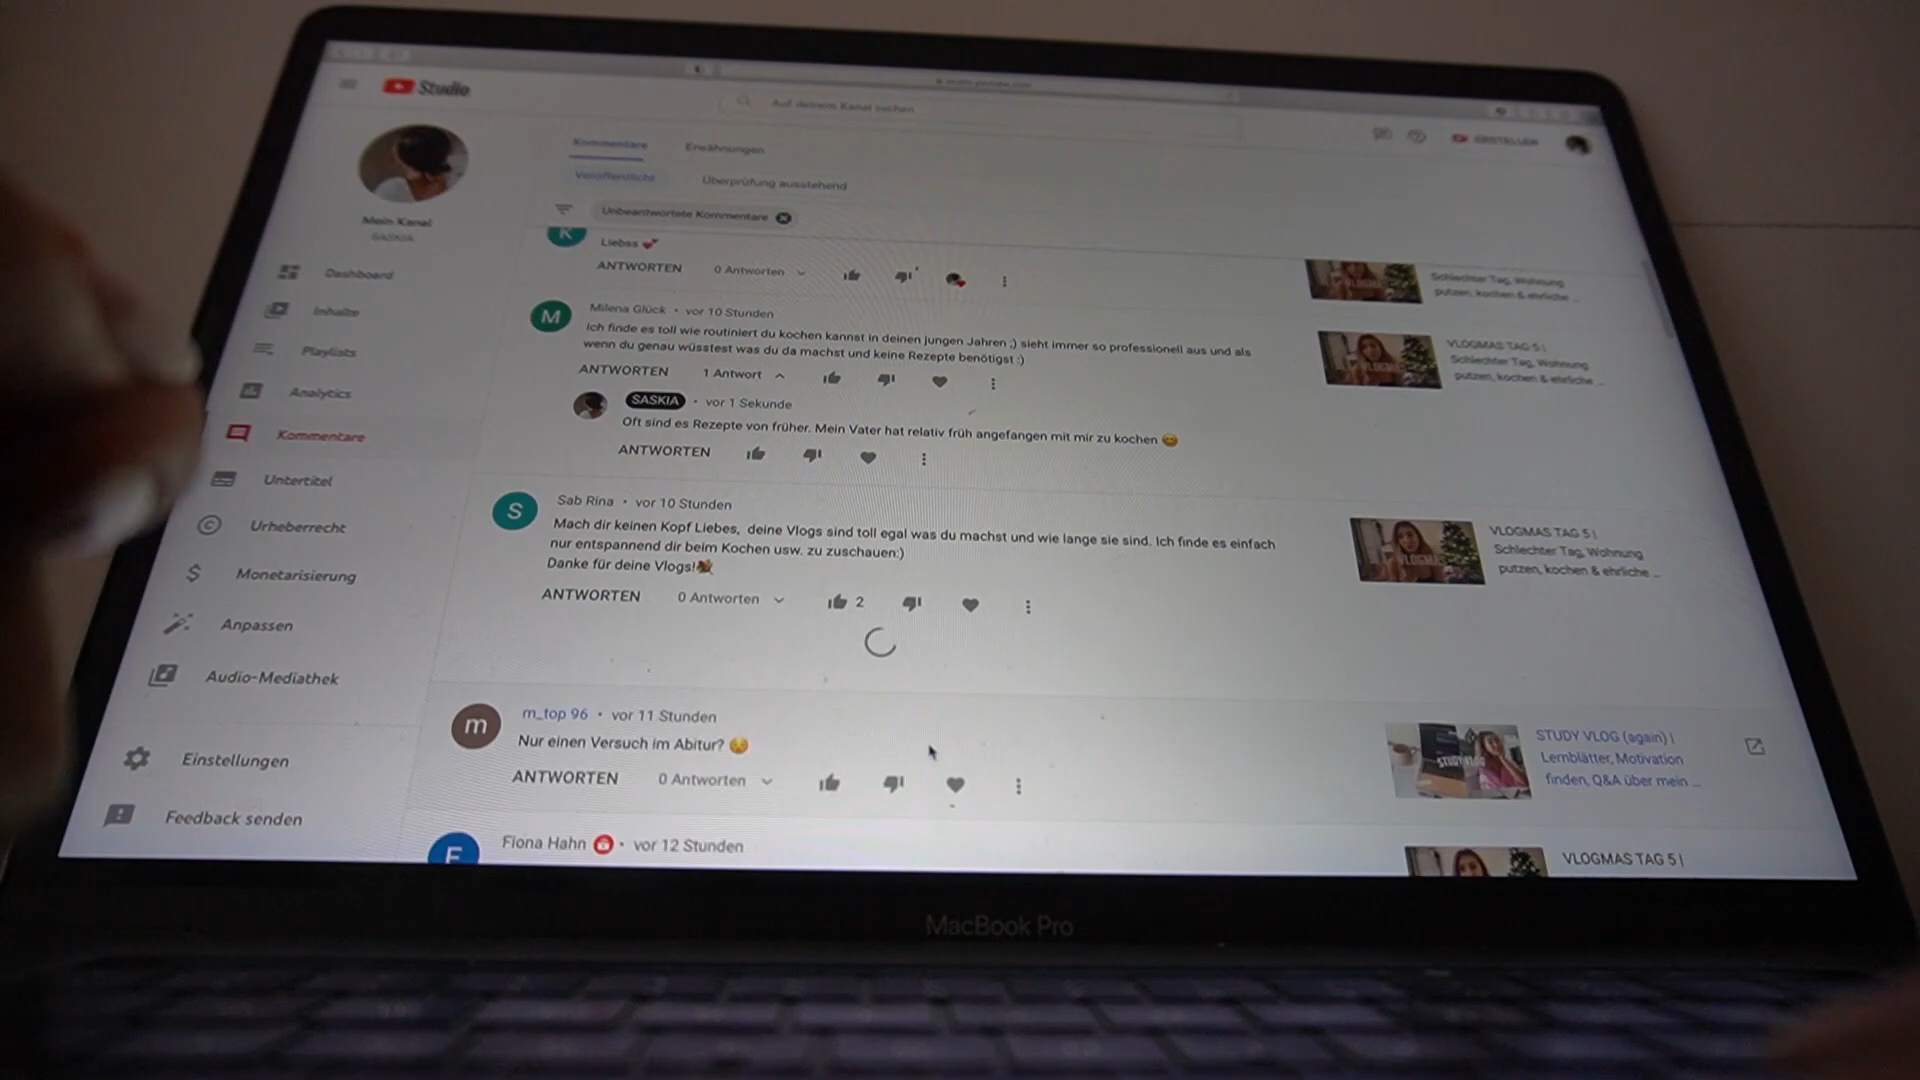 Studio
Auf deinem Kanal suchen
ERSTELLEN
Mein Kanal
SASKIA
Dashboard
Inhalte
Playlists
Analytics
Kommentare
Untertitel
Urheberrecht
Monetarisierung
Anpassen
Audio-Mediathek
Einstellungen
Feedback senden
Kommentare Erwähnungen
Veröffentlicht Überprüfung ausstehend
Unbeantwortete Kommentare
K
Liebes 💕
ANTWORTEN 0 Antworten
Schlechter Tag, Wohnung
putzen, kochen & ehrliche ...
M
Milena Glück • vor 10 Stunden
Ich finde es toll wie routiniert du kochen kannst in deinen jungen Jahren ;) sieht immer so professionell aus und als
wenn du genau wüsstest was du da machst und keine Rezepte benötigst :)
ANTWORTEN 1 Antwort
VLOGMAS TAG 5 |
Schlechter Tag, Wohnung
putzen, kochen & ehrliche ...
SASKIA • vor 1 Sekunde
Oft sind es Rezepte von früher. Mein Vater hat relativ früh angefangen mit mir zu kochen 😊
ANTWORTEN
S
Sab Rina • vor 10 Stunden
Mach dir keinen Kopf Liebes, deine Vlogs sind toll egal was du machst und wie lange sie sind. Ich finde es einfach
nur entspannend dir beim Kochen usw. zu zuschauen:)
Danke für deine Vlogs!
ANTWORTEN 0 Antworten 2
VLOGMAS
VLOGMAS TAG 5 |
Schlechter Tag, Wohnung
putzen, kochen & ehrliche ...
m
m_top 96 • vor 11 Stunden
Nur einen Versuch im Abitur? 😟
ANTWORTEN 0 Antworten
STUDY VLOG
STUDY VLOG (again) |
Lernblätter, Motivation
finden, Q&A über mein ...
F
Fiona Hahn • vor 12 Stunden
VLOGMAS TAG 5 |
MacBook Pro